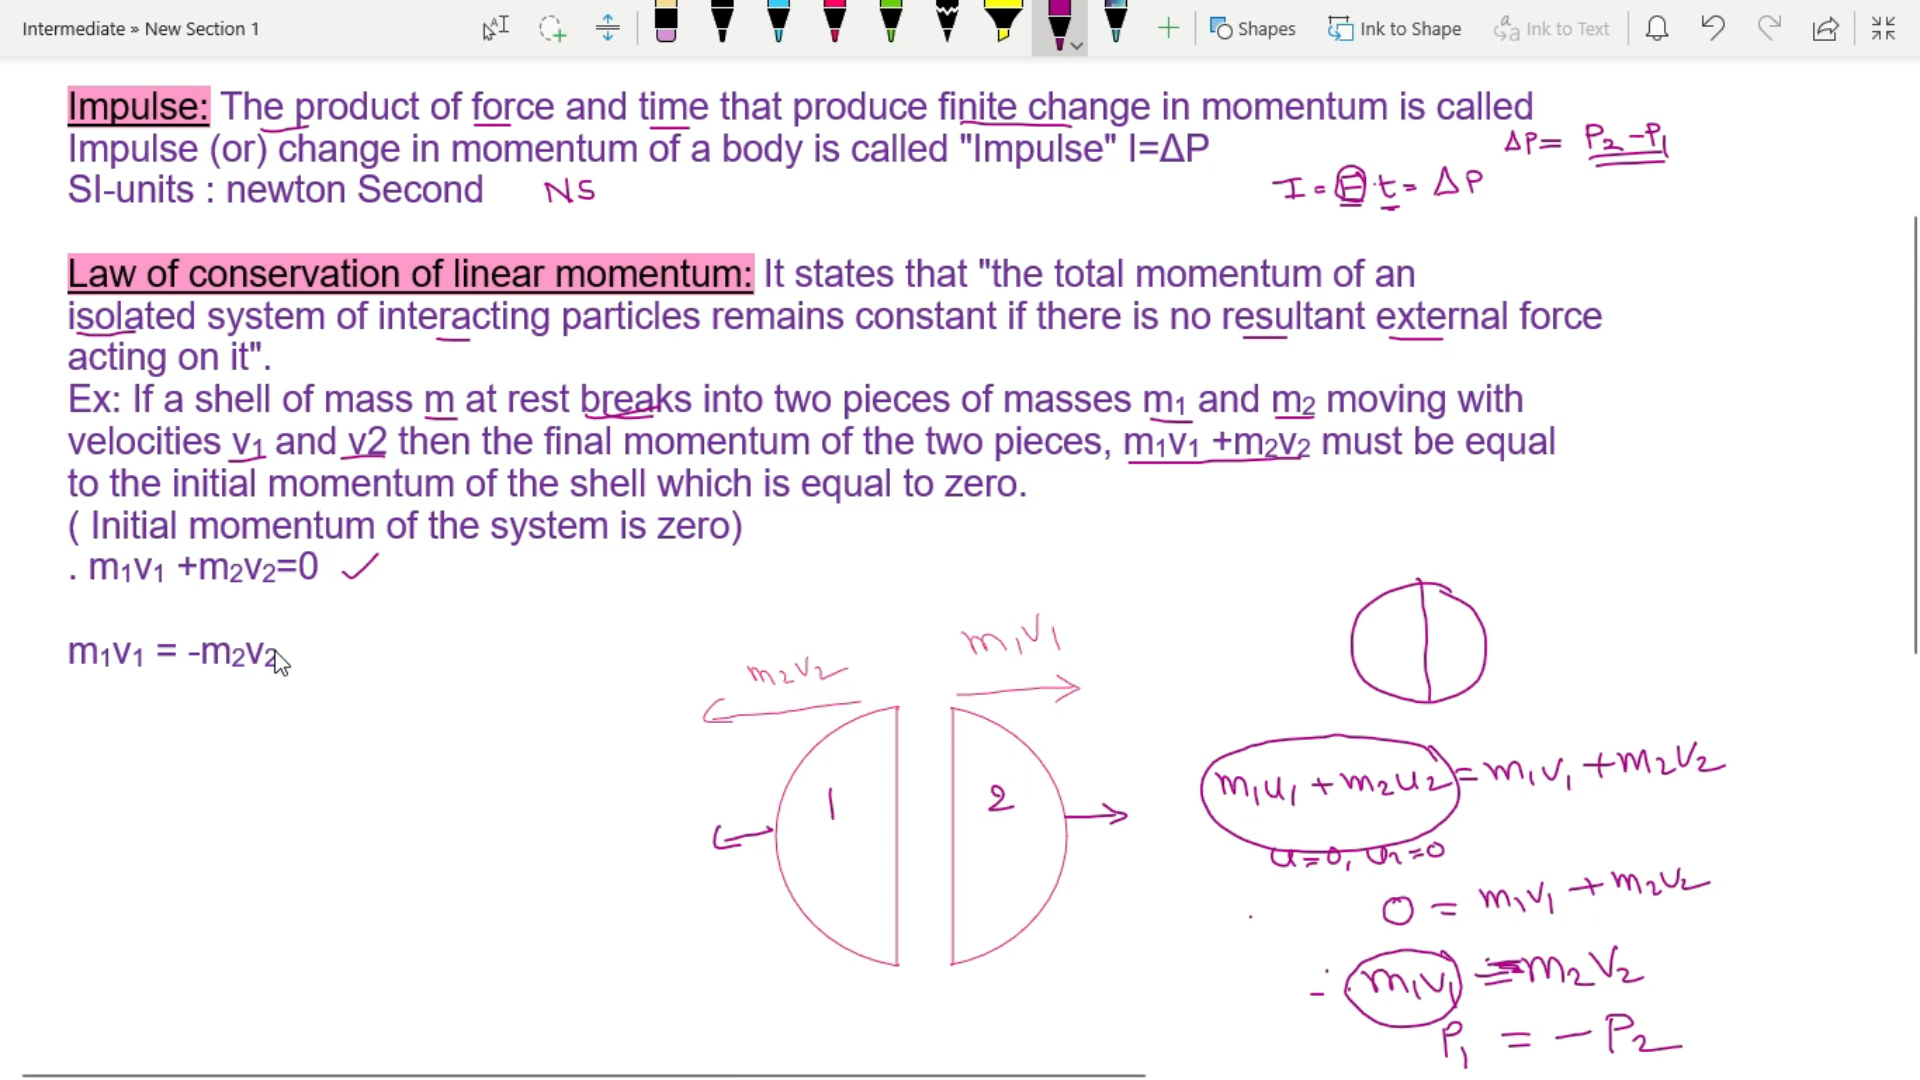 Intermediate » New Section 1
Shapes
Ink to Shape
Ink to Text
Impulse: The product of force and time that produce finite change in momentum is called
Impulse (or) change in momentum of a body is called "Impulse" I=ΔP
ΔP= P₂-P₁
SI-units : newton Second NS
I = F · t = ΔP
Law of conservation of linear momentum: It states that "the total momentum of an
isolated system of interacting particles remains constant if there is no resultant external force
acting on it".
Ex: If a shell of mass m at rest breaks into two pieces of masses m₁ and m₂ moving with
velocities v₁ and v2 then the final momentum of the two pieces, m₁v₁ +m₂v₂ must be equal
to the initial momentum of the shell which is equal to zero.
( Initial momentum of the system is zero)
. m₁v₁ +m₂v₂=0 ✓
m₁v₁ = -m₂v₂
m₂v₂
m₁v₁
1
2
m₁u₁ + m₂u₂ = m₁v₁ + m₂v₂
u=0, u₂=0
0 = m₁v₁ + m₂v₂
m₁v₁ = -m₂v₂
P₁ = - P₂